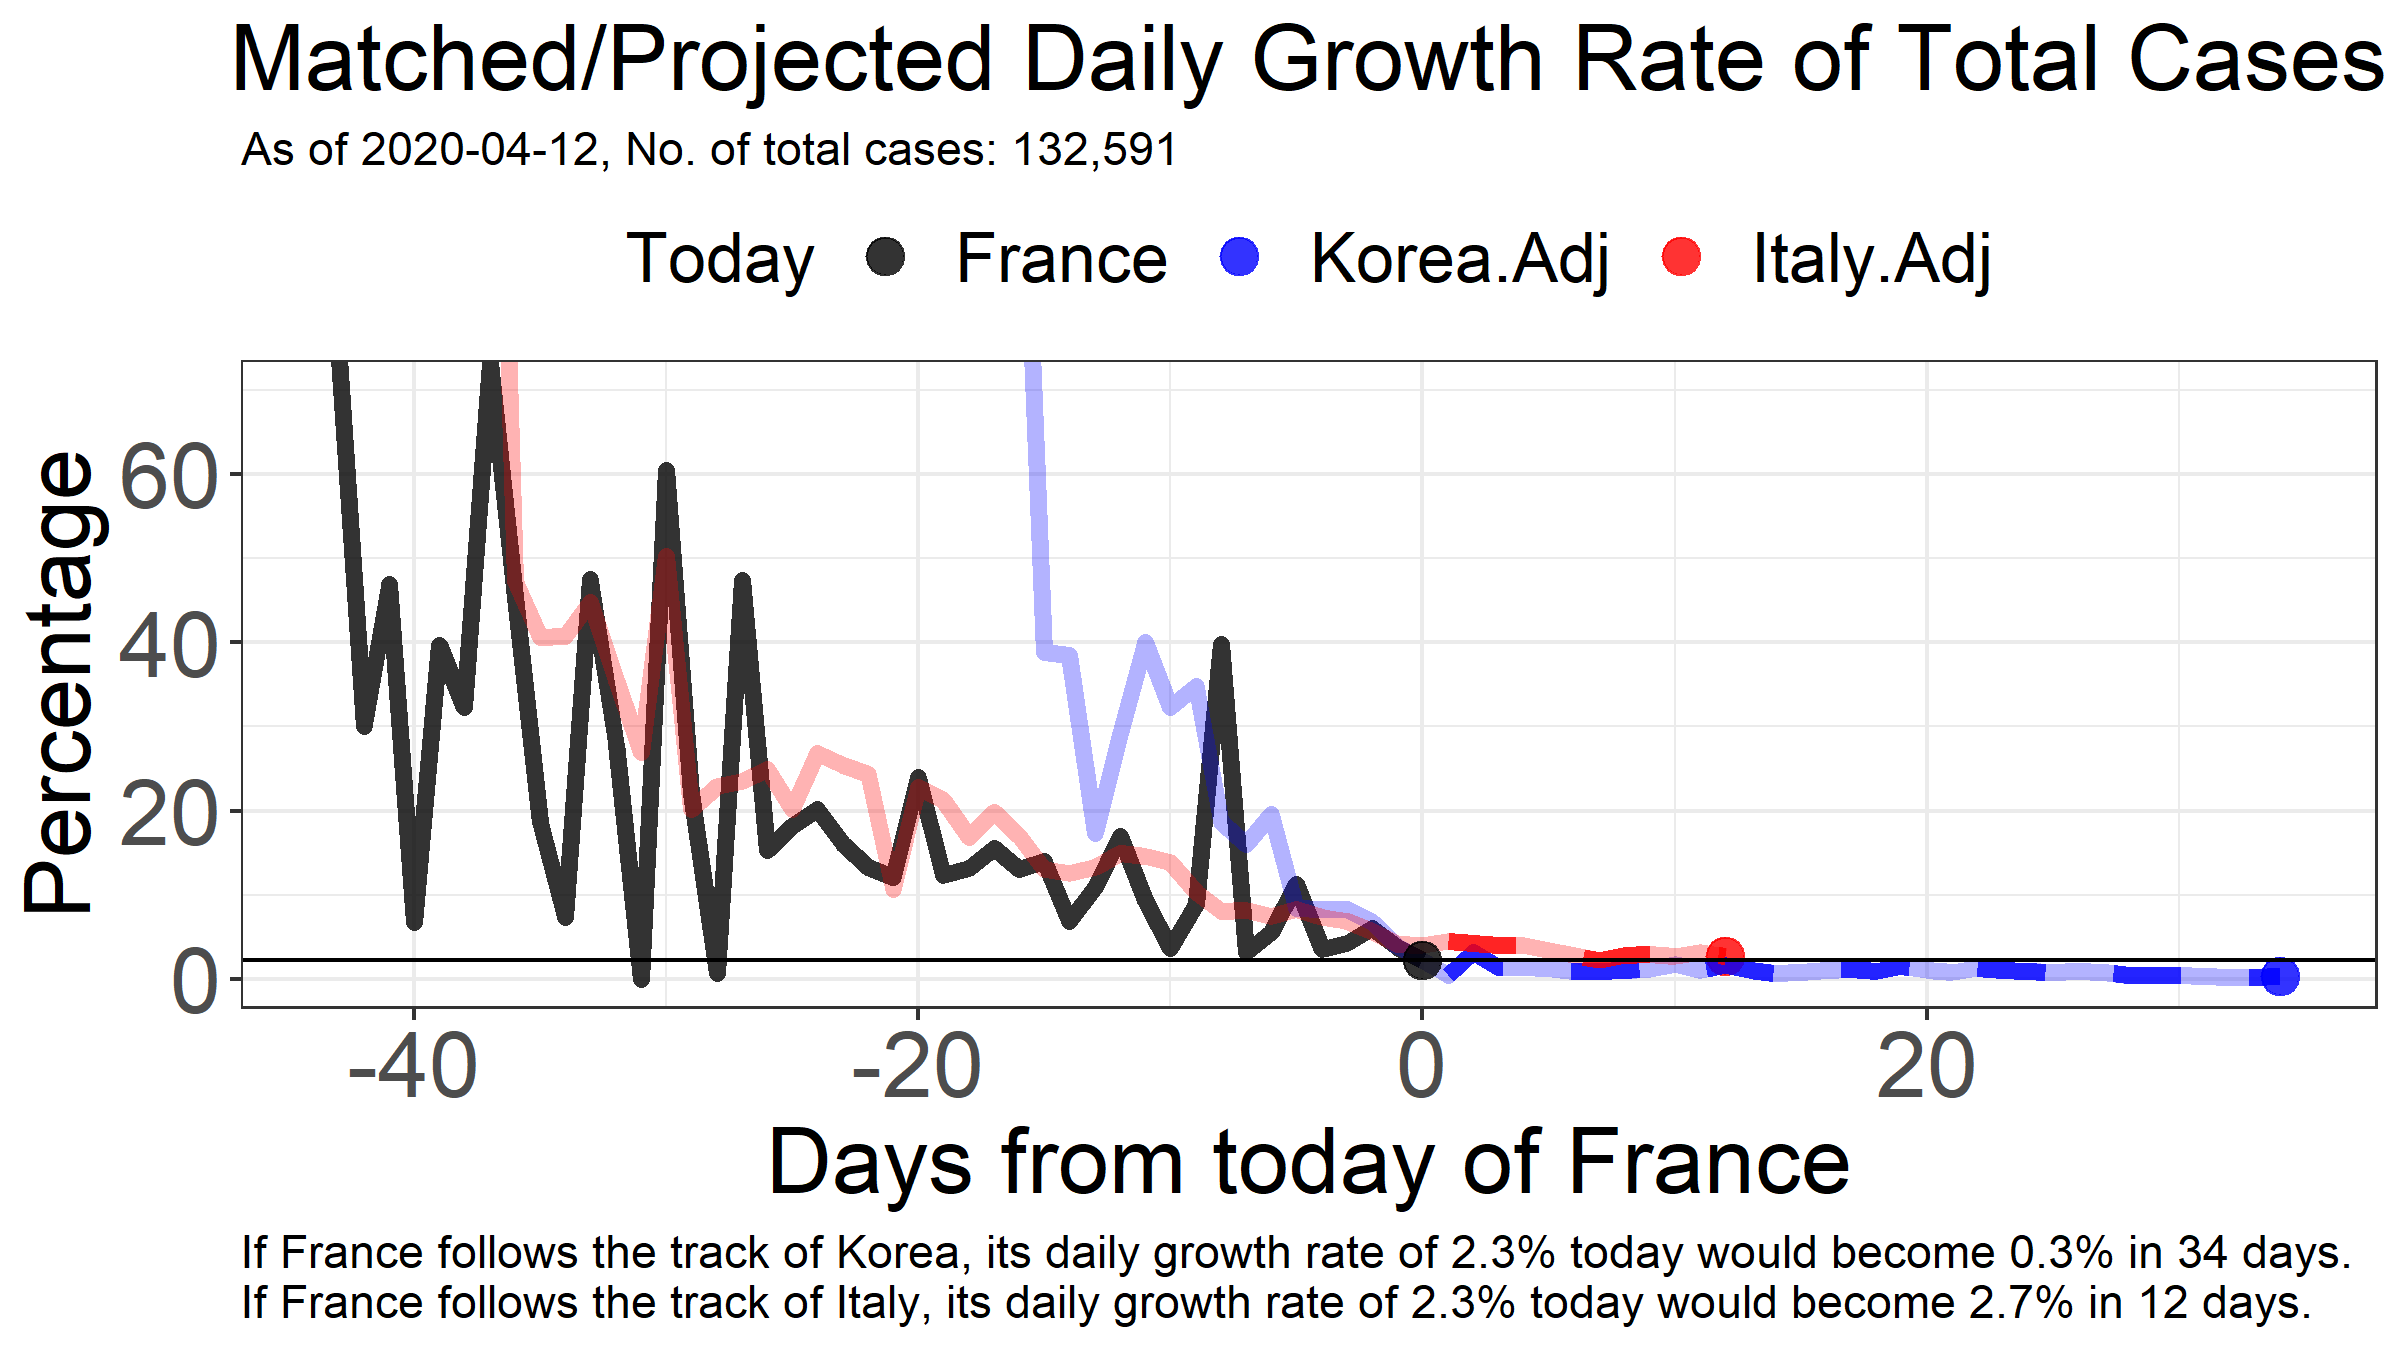 Matched/Projected Daily Growth Rate of Total Cases
As of 2020-04-12, No. of total cases: 132,591
Today France Korea.Adj Italy.Adj
Percentage
60
40
20
0
-40 -20 0 20
Days from today of France
If France follows the track of Korea, its daily growth rate of 2.3% today would become 0.3% in 34 days.
If France follows the track of Italy, its daily growth rate of 2.3% today would become 2.7% in 12 days.